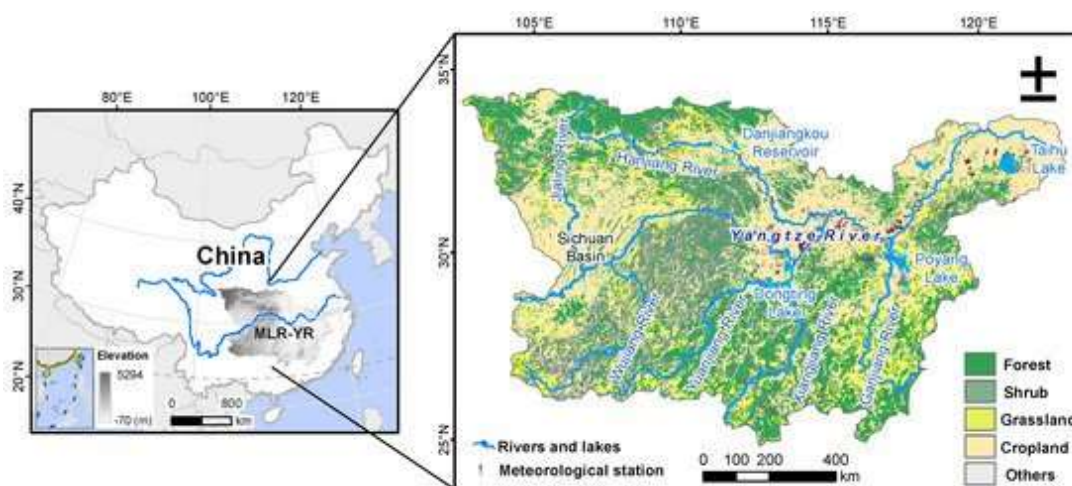 105°E 110°E 115°E 120°E
35°N
30°N
25°N
80°E 100°E 120°E
40°N
30°N
20°N
China
MLR-YR
Elevation
5294
-70 (m)
0 800
km
Jialing River
Hanjiang River
Danjiangkou
Reservoir
Taihu
Lake
Yangtze River
Sichuan
Basin
Poyang
Lake
Dongting
Lake
Wujiang River
Yuanjiang River
Xiangjiang River
Ganjiang River
Forest
Shrub
Grassland
Cropland
Others
Rivers and lakes
Meteorological station
0 100 200 400
km